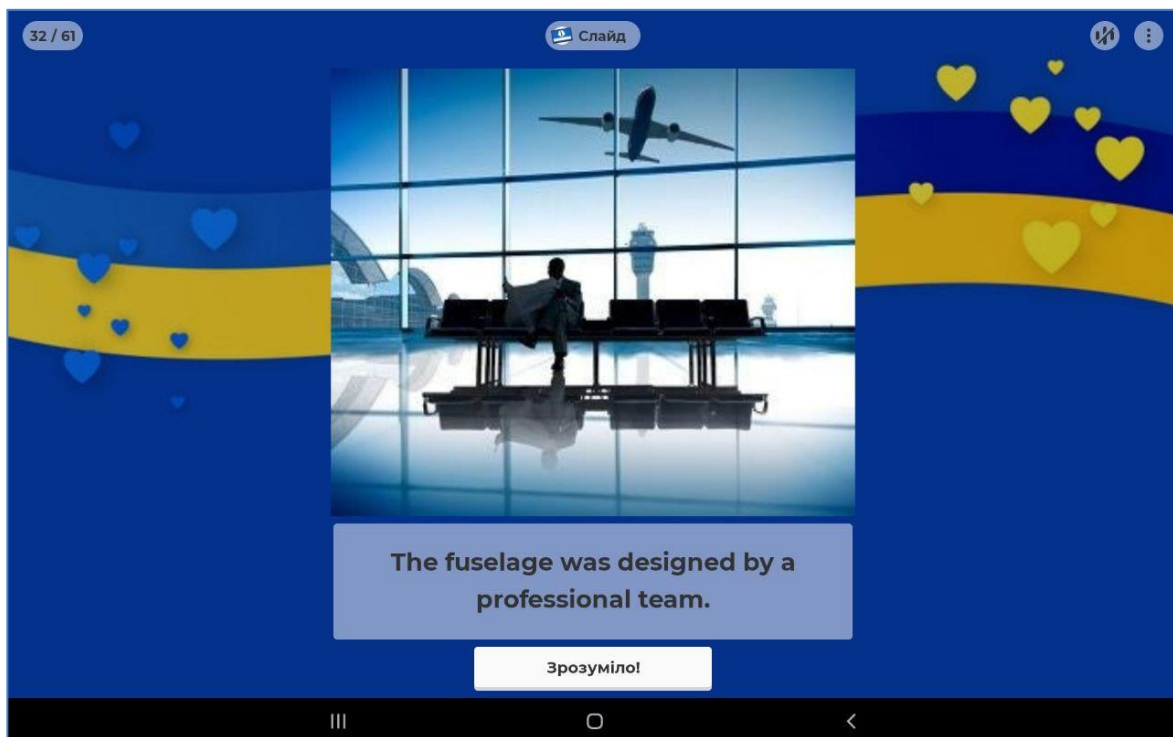 32 / 61
Слайд
The fuselage was designed by a
professional team.
Зрозуміло!